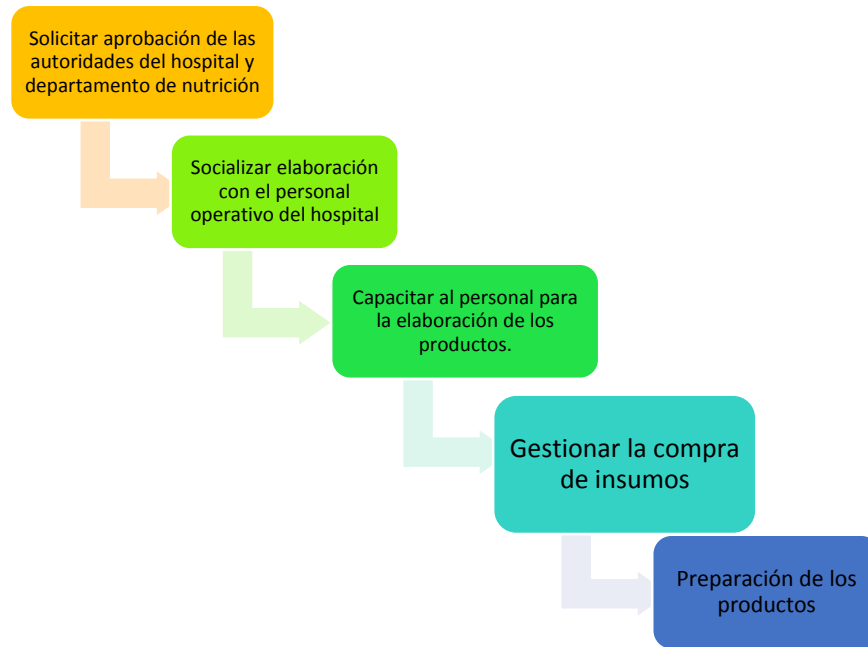 Solicitar aprobación de las
autoridades del hospital y
departamento de nutrición
Socializar elaboración
con el personal
operativo del hospital
Capacitar al personal para
la elaboración de los
productos.
Gestionar la compra
de insumos
Preparación de los
productos